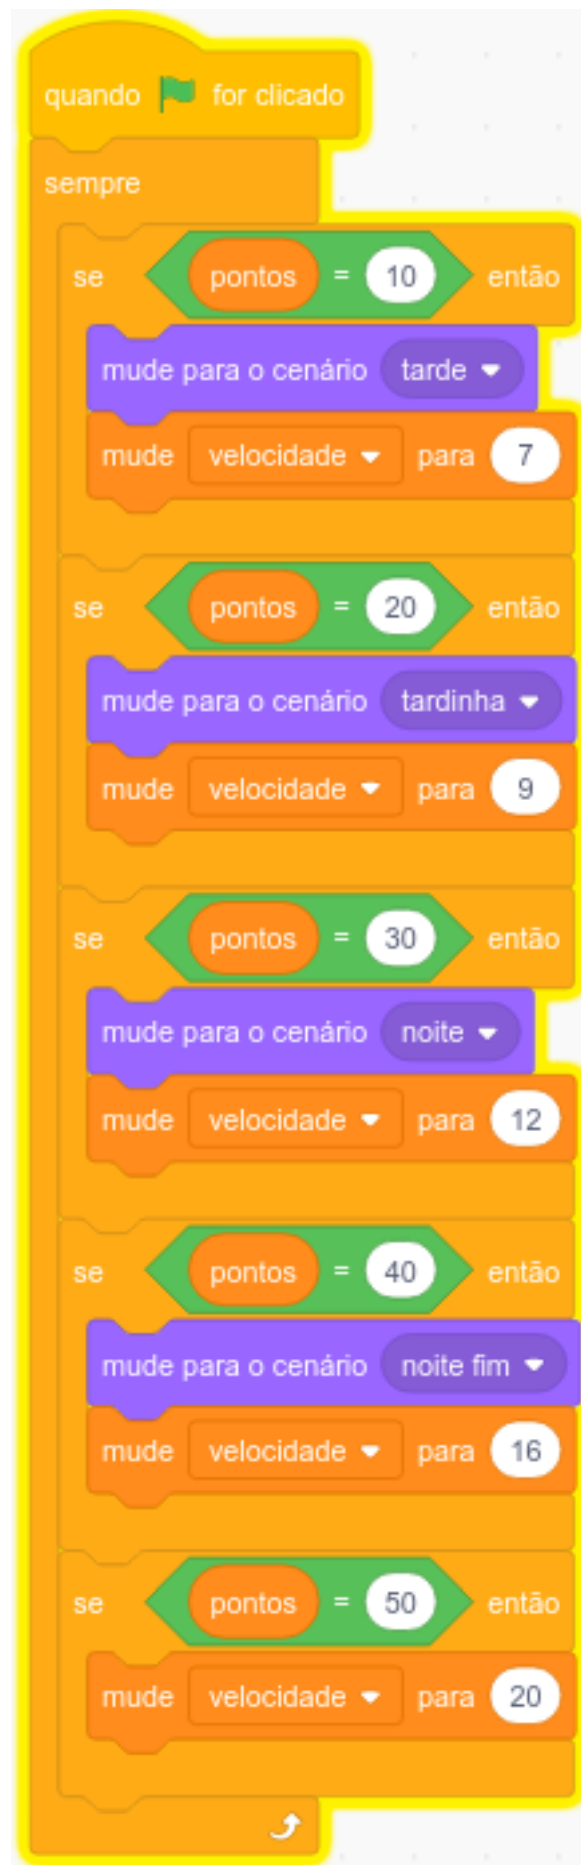 quando for clicado
sempre
se pontos = 10 então
mude para o cenário tarde
mude velocidade para 7
se pontos = 20 então
mude para o cenário tardinha
mude velocidade para 9
se pontos = 30 então
mude para o cenário noite
mude velocidade para 12
se pontos = 40 então
mude para o cenário noite fim
mude velocidade para 16
se pontos = 50 então
mude velocidade para 20